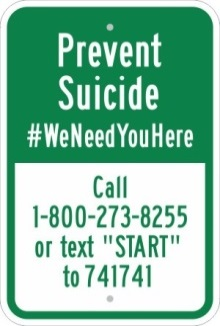 Prevent
Suicide
#WeNeedYouHere
Call
1-800-273-8255
or text "START"
to 741741